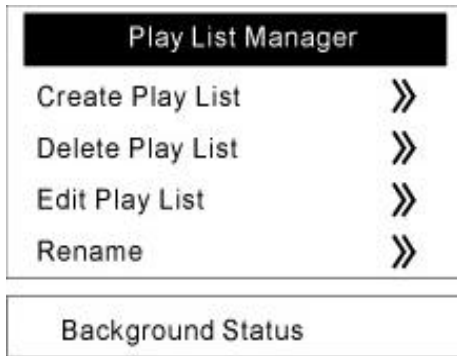 Play List Manager
Create Play List
Delete Play List
Edit Play List
Rename
Background Status